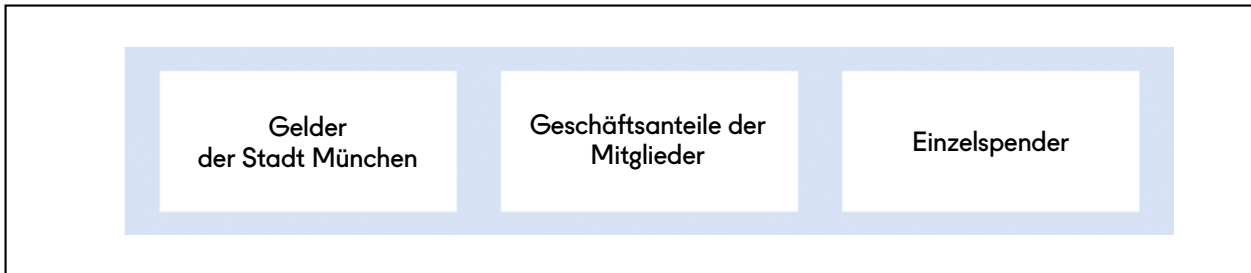 Gelder
der Stadt München
Geschäftsanteile der
Mitglieder
Einzelspender